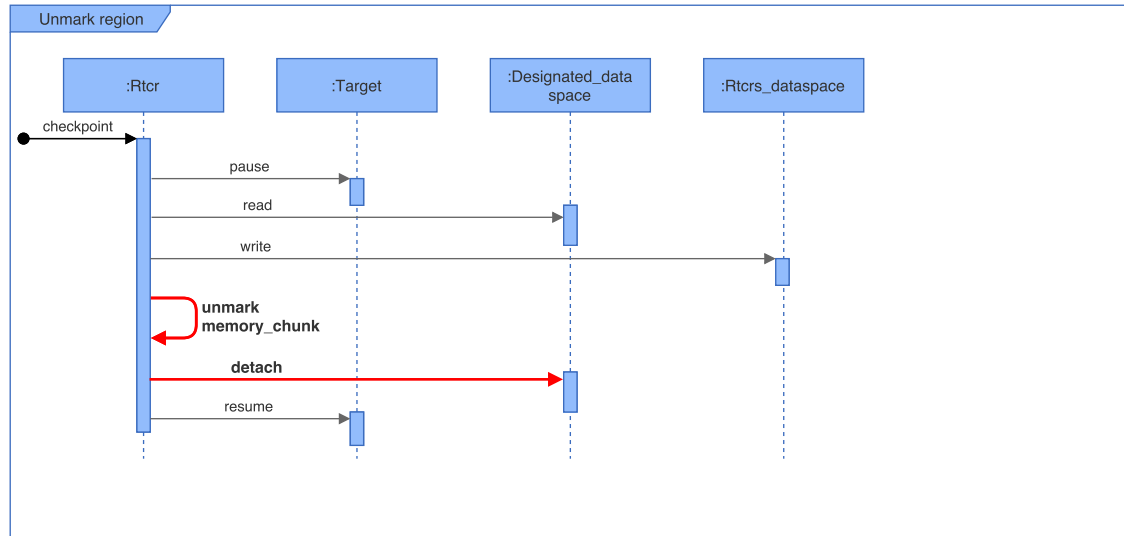 Unmark region
:Rtcr
:Target
:Designated_data
space
:Rtcrs_dataspace
checkpoint
pause
read
write
unmark
memory_chunk
detach
resume